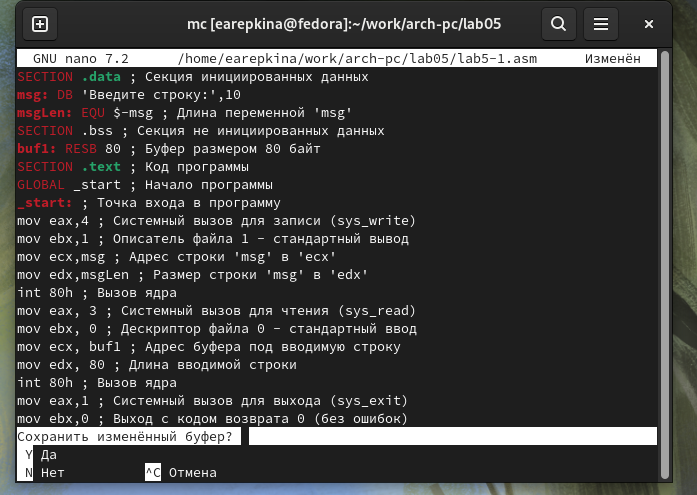 mc [earepkina@fedora]:~/work/arch-pc/lab05
GNU nano 7.2 /home/earepkina/work/arch-pc/lab05/lab5-1.asm Изменён
SECTION .data ; Секция инициированных данных
msg: DB 'Введите строку:',10
msgLen: EQU $-msg ; Длина переменной 'msg'
SECTION .bss ; Секция не инициированных данных
buf1: RESB 80 ; Буфер размером 80 байт
SECTION .text ; Код программы
GLOBAL _start ; Начало программы
_start: ; Точка входа в программу
mov eax,4 ; Системный вызов для записи (sys_write)
mov ebx,1 ; Описатель файла 1 - стандартный вывод
mov ecx,msg ; Адрес строки 'msg' в 'ecx'
mov edx,msgLen ; Размер строки 'msg' в 'edx'
int 80h ; Вызов ядра
mov eax, 3 ; Системный вызов для чтения (sys_read)
mov ebx, 0 ; Дескриптор файла 0 - стандартный ввод
mov ecx, buf1 ; Адрес буфера под вводимую строку
mov edx, 80 ; Длина вводимой строки
int 80h ; Вызов ядра
mov eax,1 ; Системный вызов для выхода (sys_exit)
mov ebx,0 ; Выход с кодом возврата 0 (без ошибок)
Сохранить изменённый буфер?
Y Да
N Нет ^C Отмена